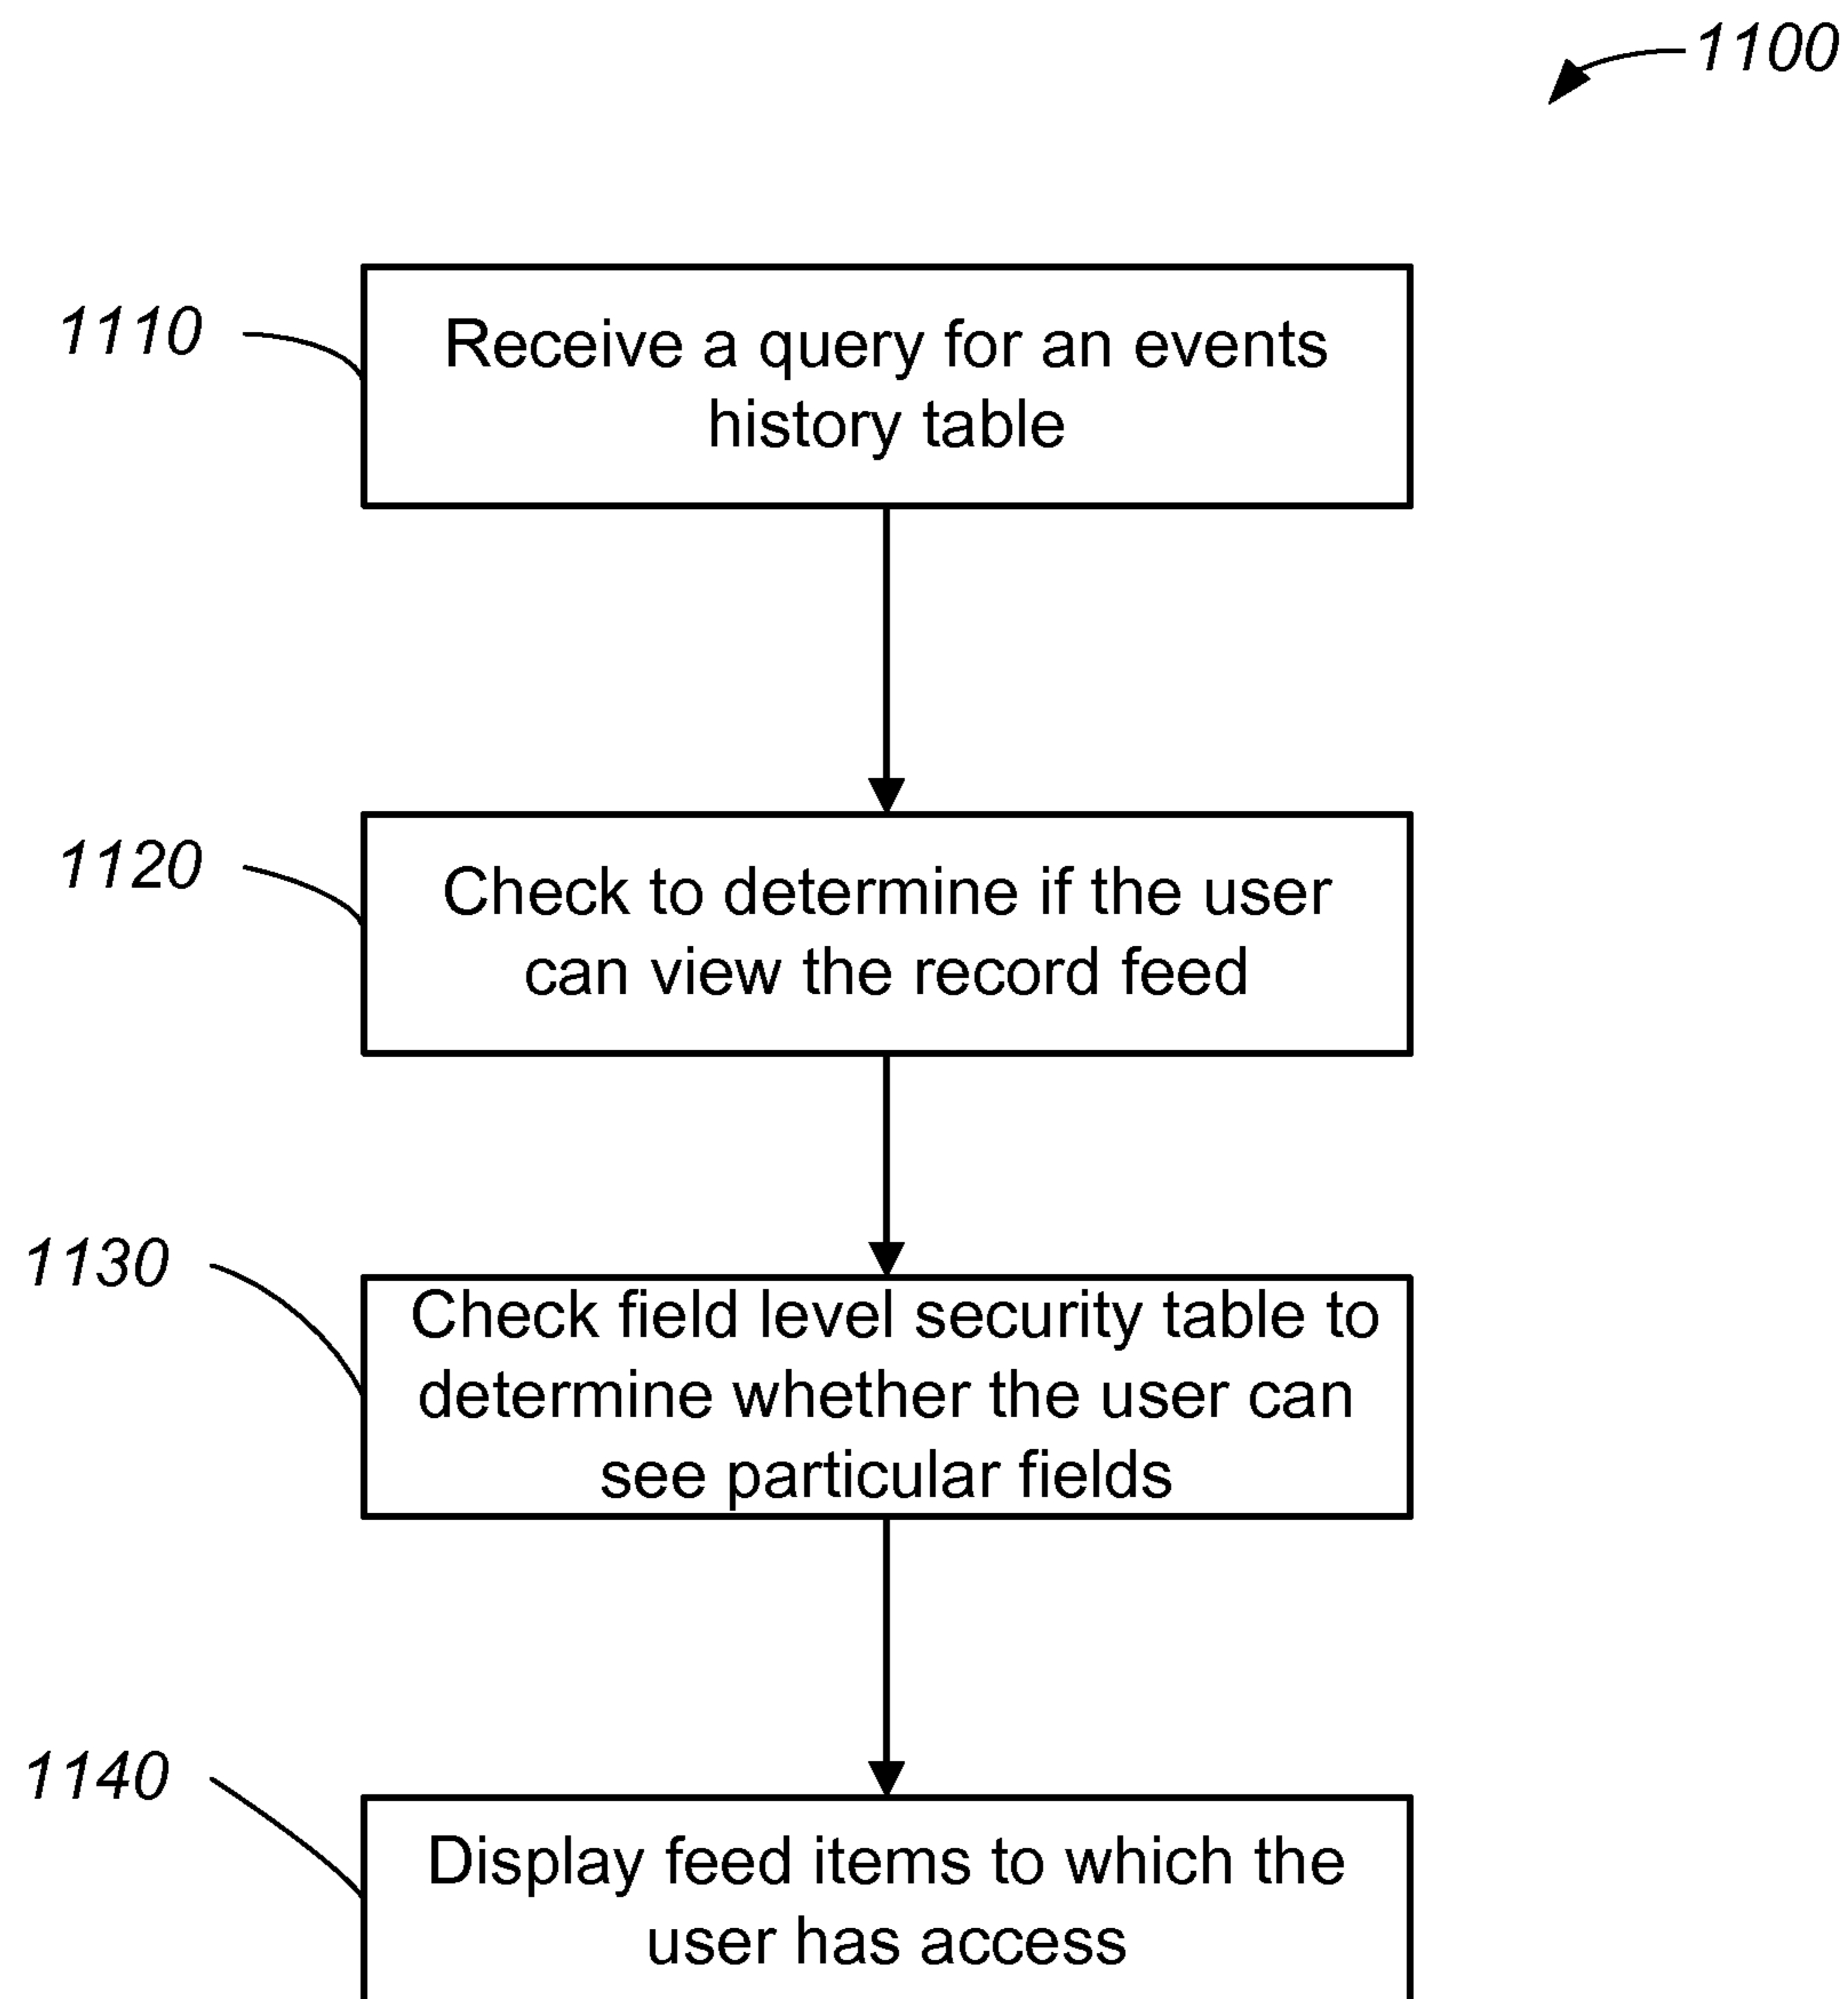 1100
1110
Receive a query for an events
history table
1120
Check to determine if the user
can view the record feed
1130
Check field level security table to
determine whether the user can
see particular fields
1140
Display feed items to which the
user has access